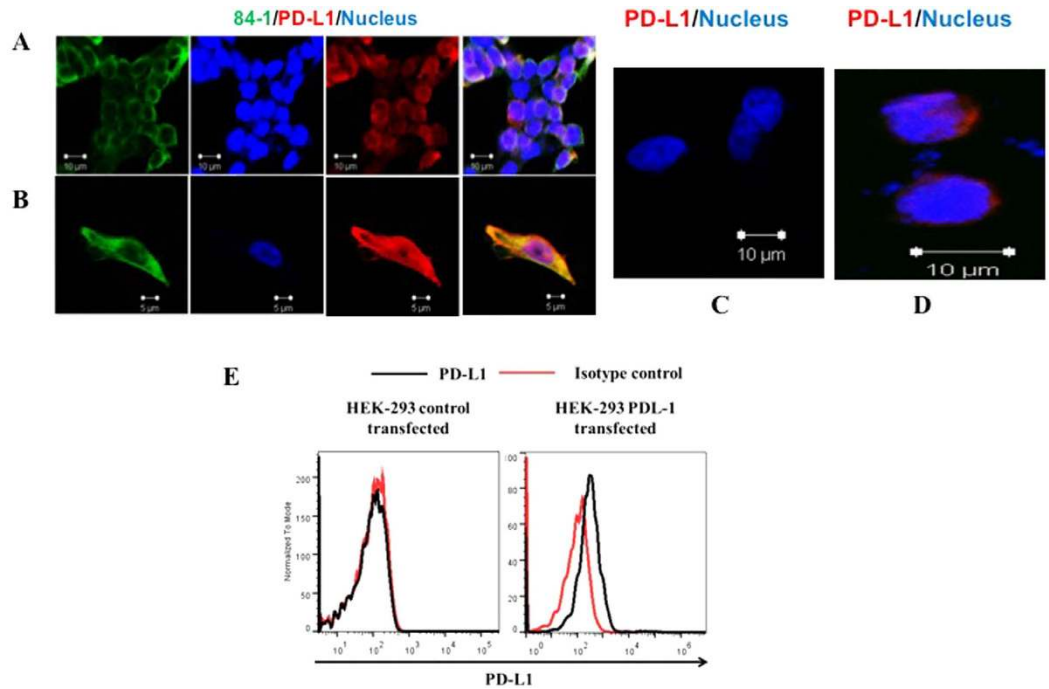 84-1/PD-L1/Nucleus
PD-L1/Nucleus
PD-L1/Nucleus
A
10 µm
10 µm
10 µm
10 µm
B
5 µm
5 µm
5 µm
5 µm
10 µm
10 µm
C
D
E
PD-L1
Isotype control
HEK-293 control
transfected
HEK-293 PDL-1
transfected
Normalized To Mode
200
150
100
50
0
10¹
10²
10³
10⁴
10⁵
100
80
60
40
20
0
10⁰
10²
10⁴
10⁶
PD-L1